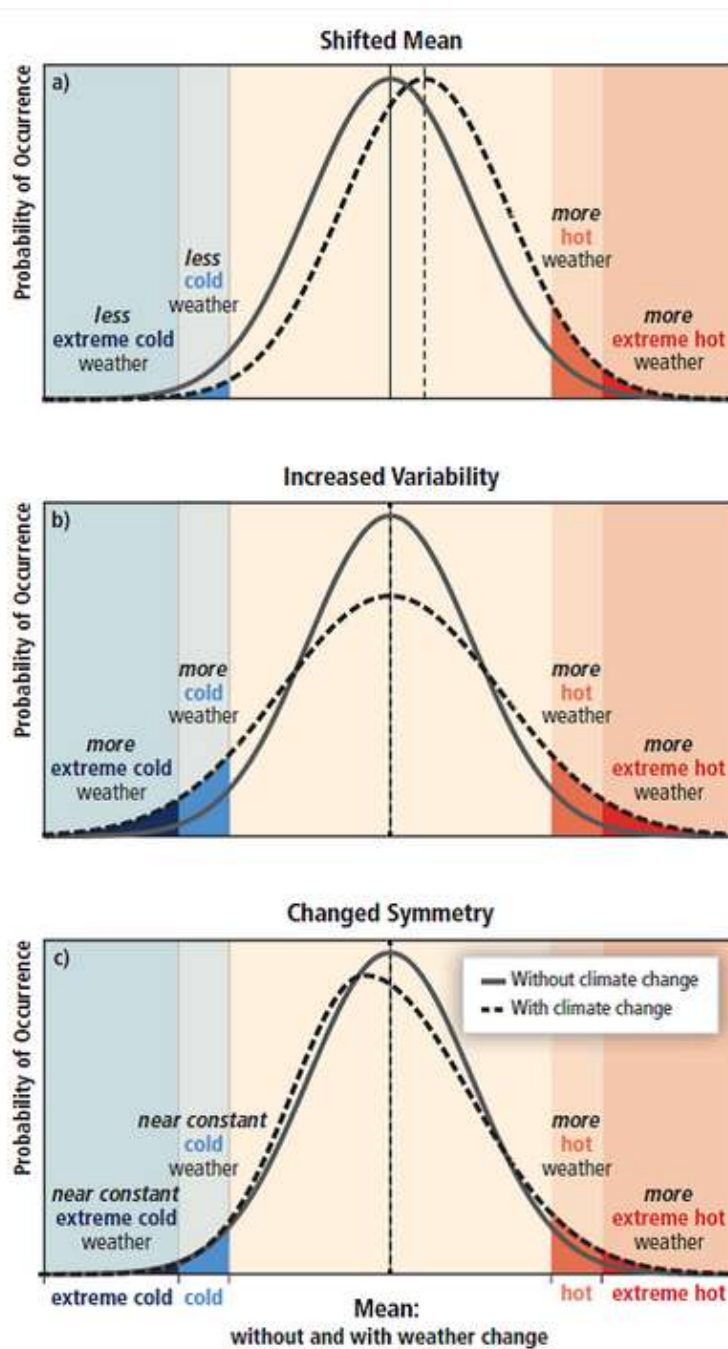 Shifted Mean
a)
Probability of Occurrence
less
extreme cold
weather
less
cold
weather
more
hot
weather
more
extreme hot
weather
Increased Variability
b)
Probability of Occurrence
more
extreme cold
weather
more
cold
weather
more
hot
weather
more
extreme hot
weather
Changed Symmetry
c)
Probability of Occurrence
Without climate change
With climate change
near constant
extreme cold
weather
near constant
cold
weather
more
hot
weather
more
extreme hot
weather
extreme cold
cold
Mean:
without and with weather change
hot
extreme hot